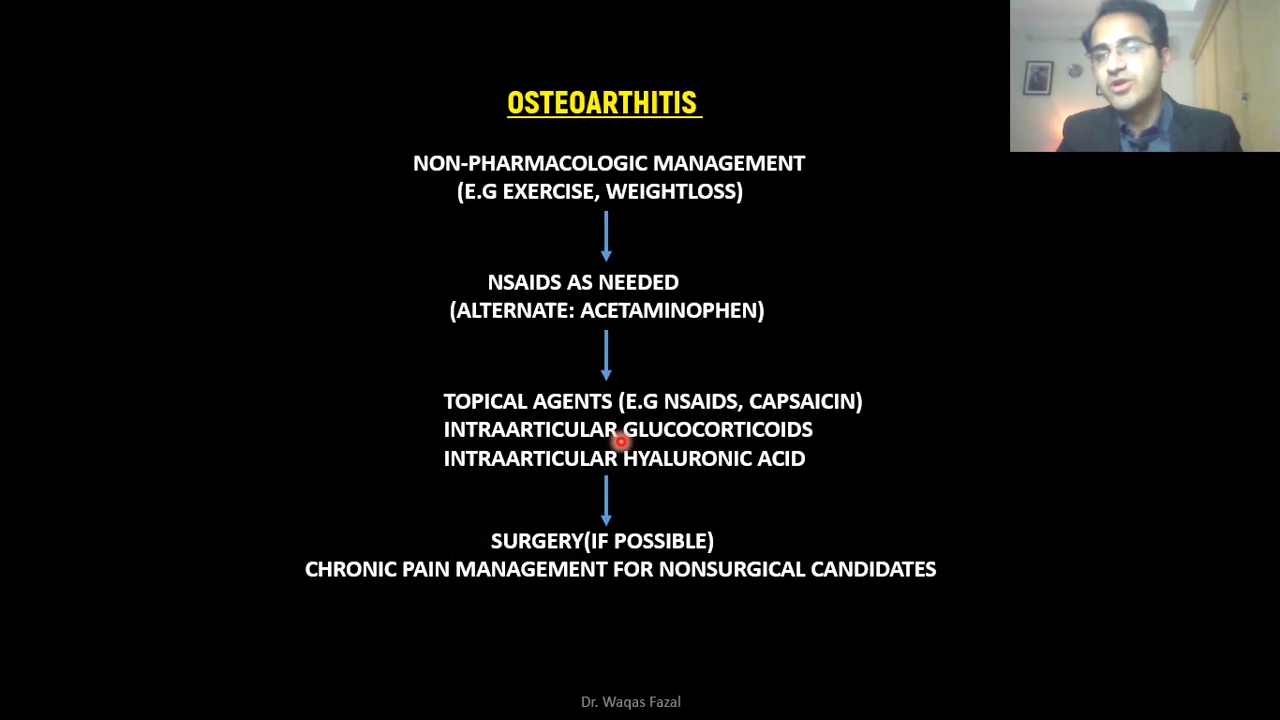 OSTEOARTHITIS
NON-PHARMACOLOGIC MANAGEMENT
(E.G EXERCISE, WEIGHTLOSS)
NSAIDS AS NEEDED
(ALTERNATE: ACETAMINOPHEN)
TOPICAL AGENTS (E.G NSAIDS, CAPSAICIN)
INTRAARTICULAR GLUCOCORTICOIDS
INTRAARTICULAR HYALURONIC ACID
SURGERY(IF POSSIBLE)
CHRONIC PAIN MANAGEMENT FOR NONSURGICAL CANDIDATES
Dr. Waqas Fazal